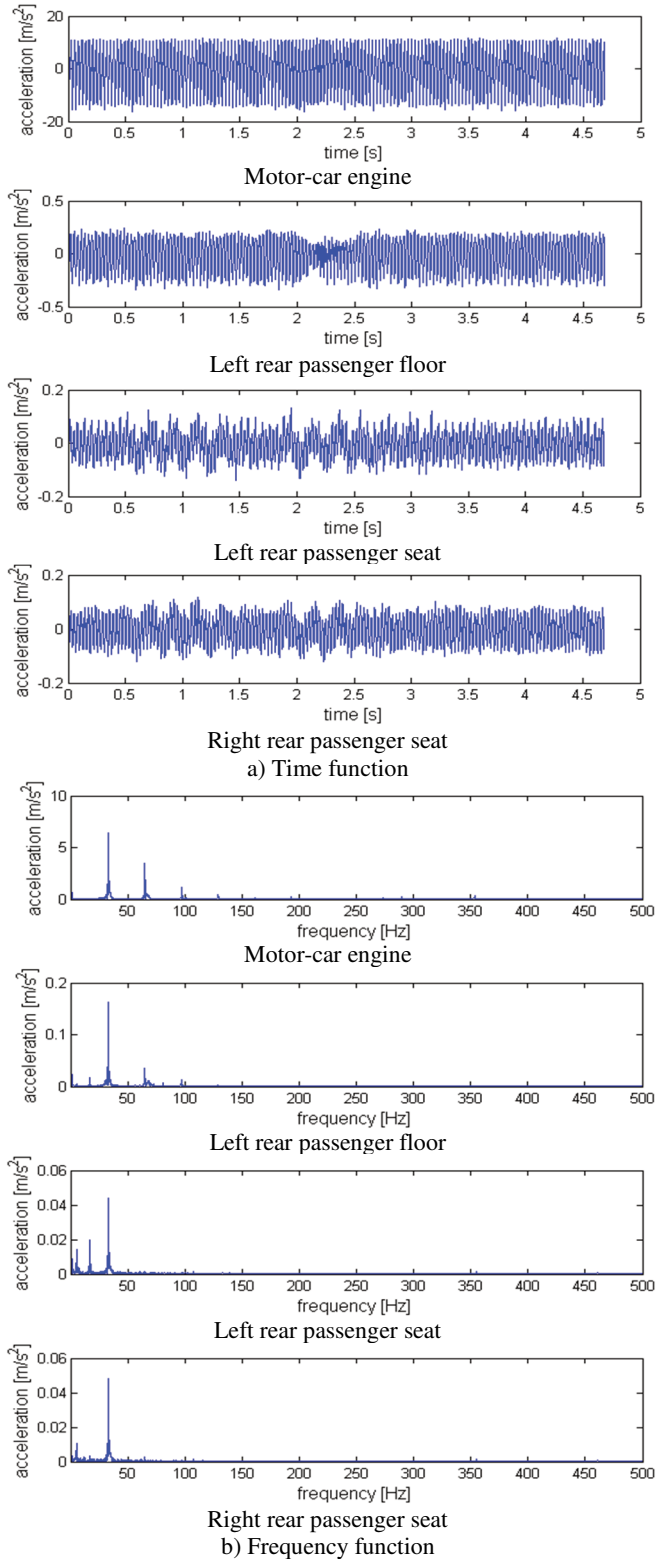 20
0
-20
acceleration [m/s²]
0 0.5 1 1.5 2 2.5 3 3.5 4 4.5 5
time [s]
Motor-car engine
0.5
0
-0.5
acceleration [m/s²]
0 0.5 1 1.5 2 2.5 3 3.5 4 4.5 5
time [s]
Left rear passenger floor
0.2
0
-0.2
acceleration [m/s²]
0 0.5 1 1.5 2 2.5 3 3.5 4 4.5 5
time [s]
Left rear passenger seat
0.2
0
-0.2
acceleration [m/s²]
0 0.5 1 1.5 2 2.5 3 3.5 4 4.5 5
time [s]
Right rear passenger seat
a) Time function
10
5
0
acceleration [m/s²]
50 100 150 200 250 300 350 400 450 500
frequency [Hz]
Motor-car engine
0.2
0.1
0
acceleration [m/s²]
50 100 150 200 250 300 350 400 450 500
frequency [Hz]
Left rear passenger floor
0.06
0.04
0.02
0
acceleration [m/s²]
50 100 150 200 250 300 350 400 450 500
frequency [Hz]
Left rear passenger seat
0.06
0.04
0.02
0
acceleration [m/s²]
50 100 150 200 250 300 350 400 450 500
frequency [Hz]
Right rear passenger seat
b) Frequency function